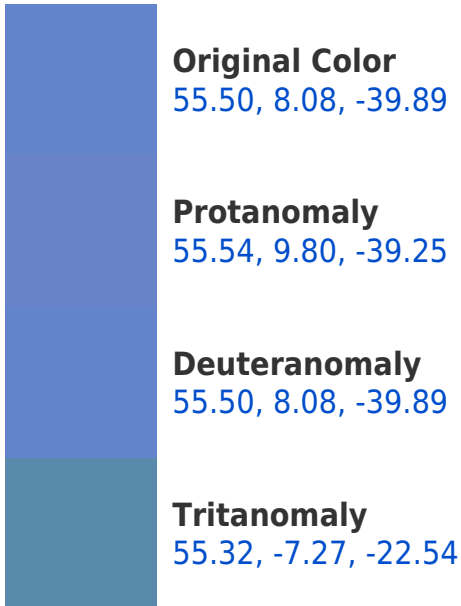 Original Color
55.50, 8.08, -39.89
Protanomaly
55.54, 9.80, -39.25
Deuteranomaly
55.50, 8.08, -39.89
Tritanomaly
55.32, -7.27, -22.54